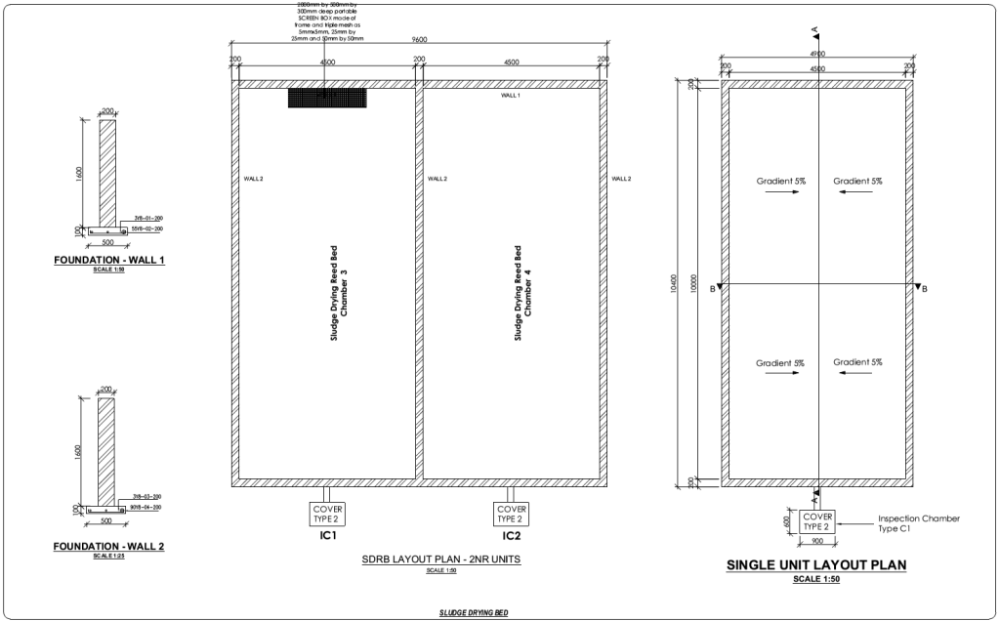 2000mm by 500mm by
300mm deep portable
SCREEN BOX made of
frame and triple mesh as
5mmx5mm, 25mm by
25mm and 50mm by 50mm
9600
200
4500
200
4500
200
WALL 1
WALL 2
WALL 2
WALL 2
Sludge Drying Reed Bed
Chamber 3
Sludge Drying Reed Bed
Chamber 4
COVER
TYPE 2
IC1
COVER
TYPE 2
IC2
SDRB LAYOUT PLAN - 2NR UNITS
SCALE 1:50
200
1600
3Y8-01-200
55Y8-02-200
100
500
FOUNDATION - WALL 1
SCALE 1:50
200
1600
3Y8-03-200
90Y8-04-200
100
500
FOUNDATION - WALL 2
SCALE 1:25
A
4900
200
4500
200
200
10400
10000
200
Gradient 5%
Gradient 5%
B
B
Gradient 5%
Gradient 5%
A
COVER
TYPE 2
600
900
Inspection Chamber
Type C1
SINGLE UNIT LAYOUT PLAN
SCALE 1:50
SLUDGE DRYING BED